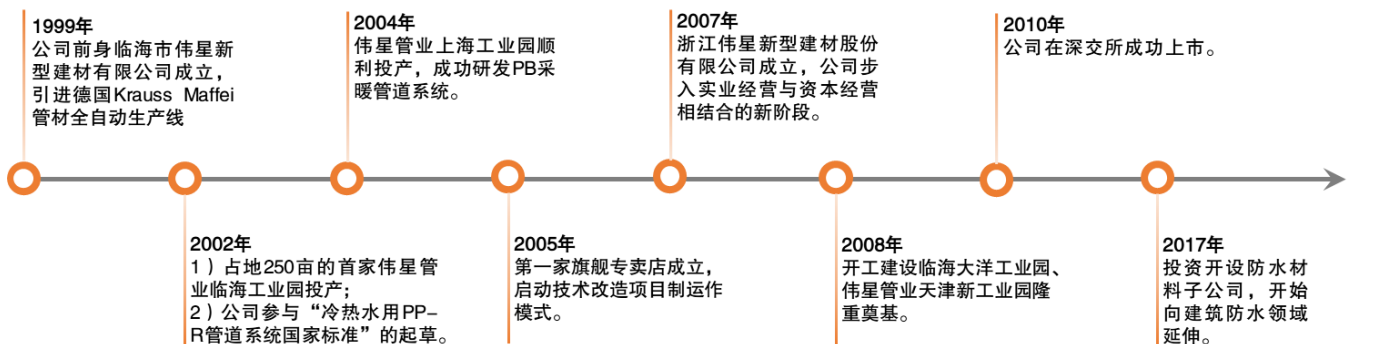 1999年
公司前身临海市伟星新
型建材有限公司成立，
引进德国Krauss Maffei
管材全自动生产线
2002年
1）占地250亩的首家伟星管
业临海工业园投产；
2）公司参与“冷热水用PP-
R管道系统国家标准”的起草。
2004年
伟星管业上海工业园顺
利投产，成功研发PB采
暖管道系统。
2005年
第一家旗舰专卖店成立，
启动技术改造项目制运作
模式。
2007年
浙江伟星新型建材股份
有限公司成立，公司步
入实业经营与资本经营
相结合的新阶段。
2008年
开工建设临海大洋工业园、
伟星管业天津新工业园隆
重奠基。
2010年
公司在深交所成功上市。
2017年
投资开设防水材
料子公司，开始
向建筑防水领域
延伸。